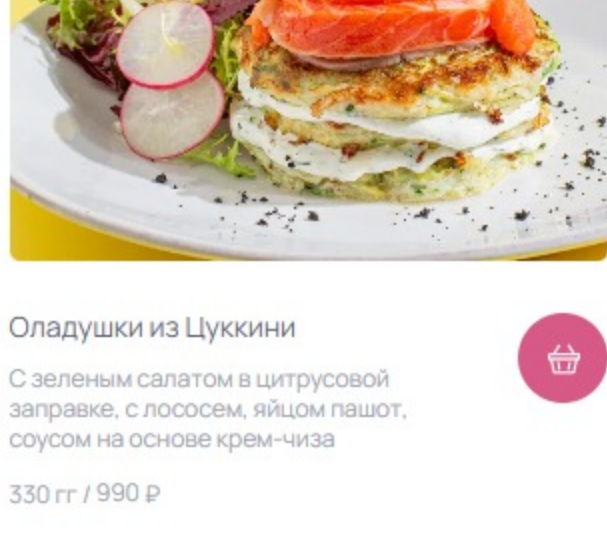 Оладушки из Цуккини
С зеленым салатом в цитрусовой
заправке, с лососем, яйцом пашот,
соусом на основе крем-чиза
330 гг / 990 ₽